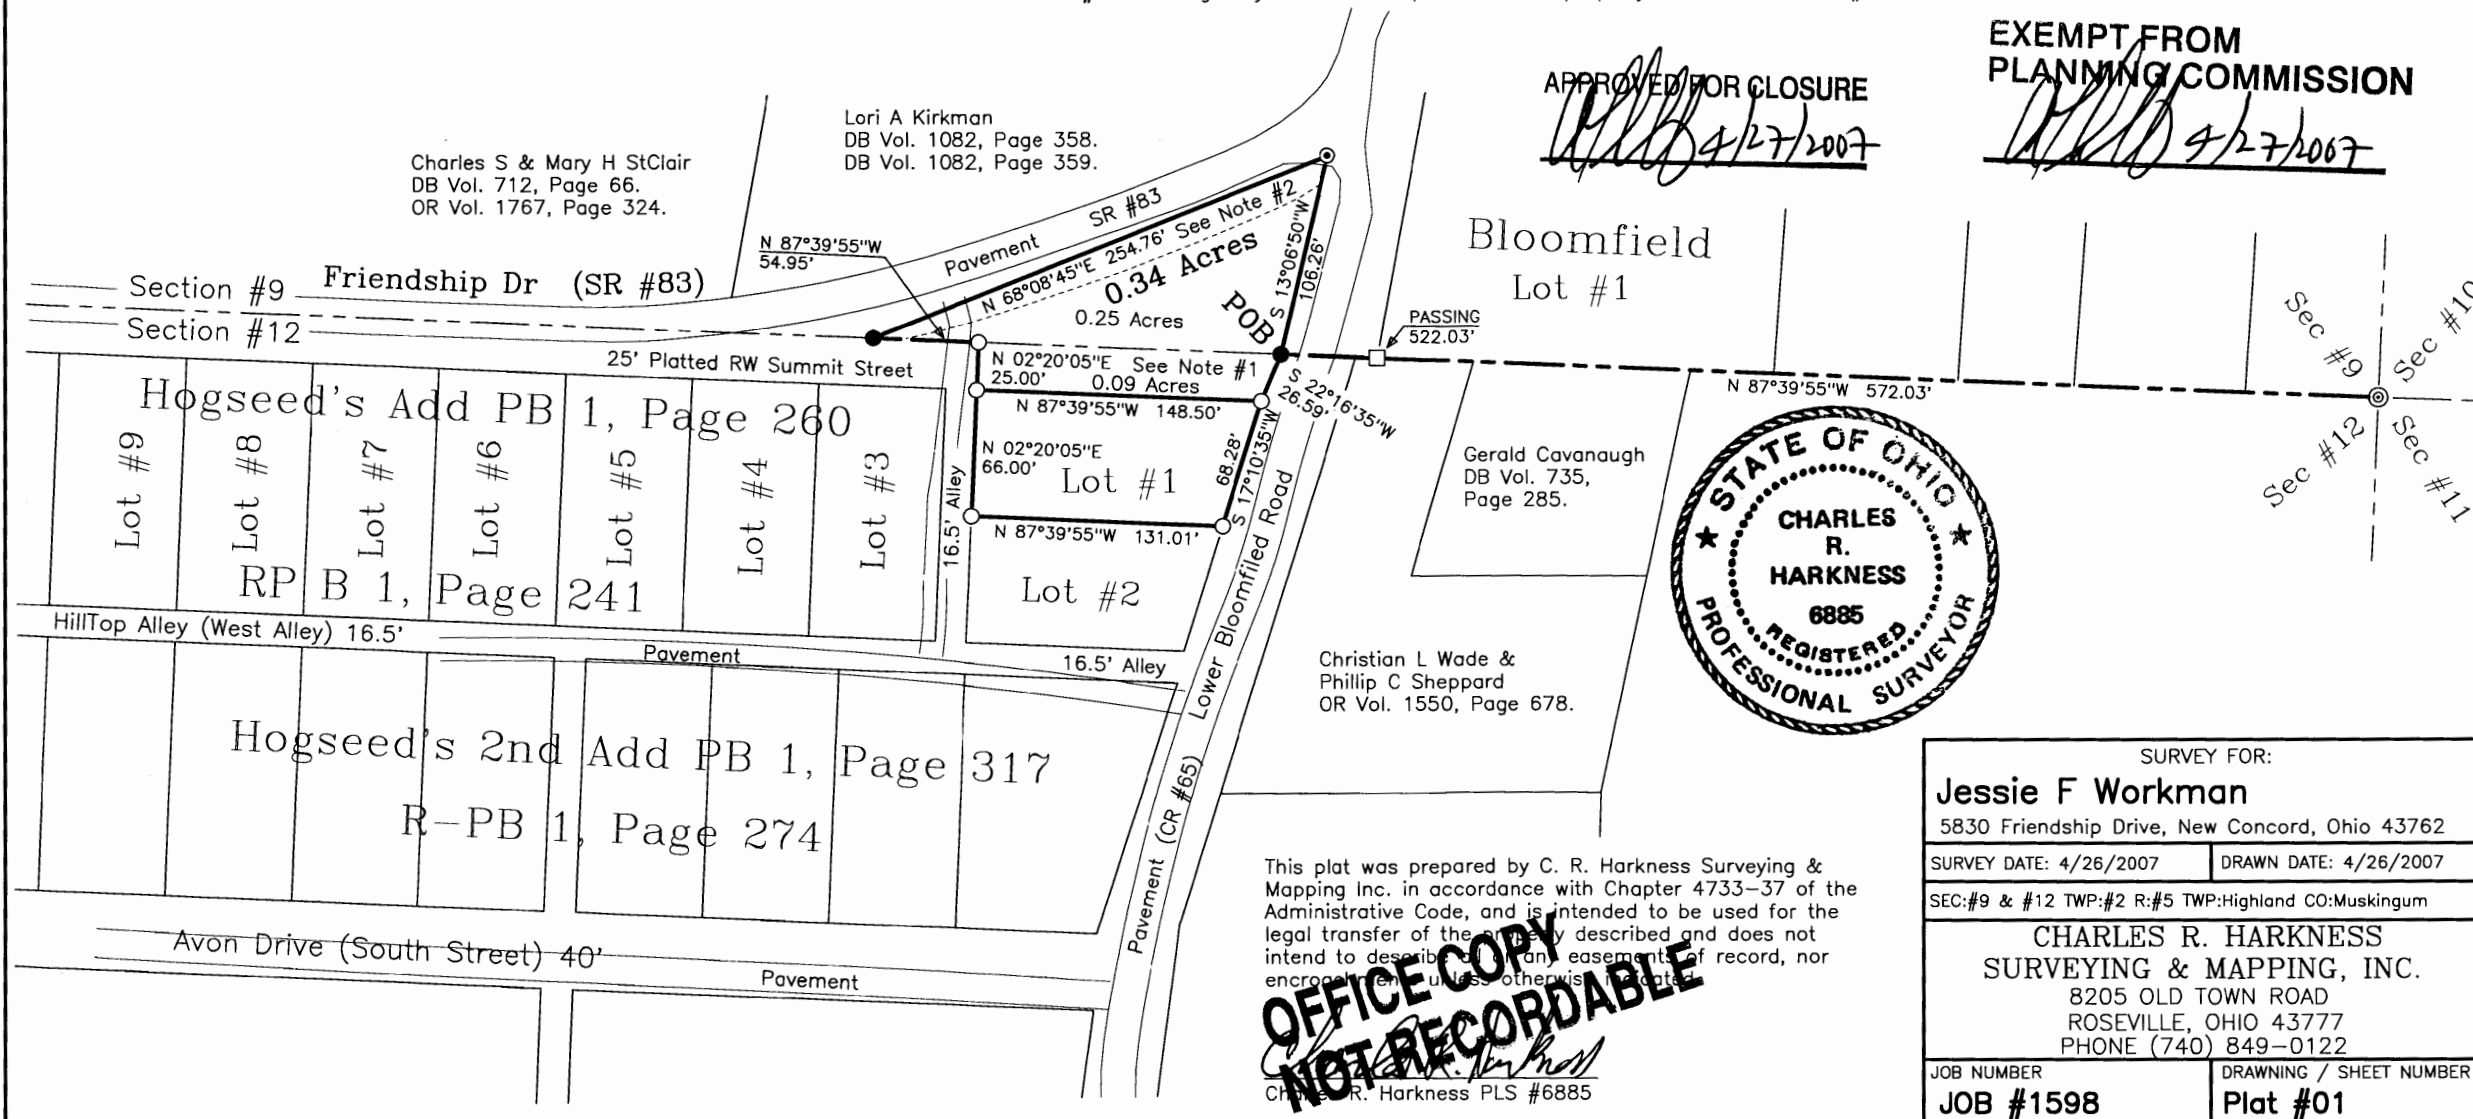 EXEMPT FROM
PLANNING COMMISSION
4/27/2007
APPROVED FOR CLOSURE
4/27/2007
Lori A Kirkman
DB Vol. 1082, Page 358.
DB Vol. 1082, Page 359.
Charles S & Mary H StClair
DB Vol. 712, Page 66.
OR Vol. 1767, Page 324.
N 87°39'55"W
54.95'
Pavement
SR #83
N 68°08'45"E 254.76' See Note #2
0.34 Acres
0.25 Acres
POB
S 13°06'50"W
106.26'
Bloomfield
Lot #1
PASSING
522.03'
Section #9
Friendship Dr (SR #83)
Section #12
25' Platted RW Summit Street
N 02°20'05"E See Note #1
25.00' 0.09 Acres
N 87°39'55"W 148.50'
S 22°16'35"W
26.59'
N 87°39'55"W 572.03'
Sec #9
Sec #10
Sec #12
Sec #11
Hogseed's Add PB 1, Page 260
Lot #9
Lot #8
Lot #7
Lot #6
Lot #5
Lot #4
Lot #3
RP B 1, Page 241
16.5' Alley
N 02°20'05"E
66.00'
Lot #1
68.28'
S 17°10'35"W
N 87°39'55"W 131.01'
Lot #2
Gerald Cavanaugh
DB Vol. 735,
Page 285.
STATE OF OHIO
CHARLES
R.
HARKNESS
6885
REGISTERED
PROFESSIONAL SURVEYOR
HillTop Alley (West Alley) 16.5'
Pavement
16.5' Alley
Lower Bloomfiled Road
Pavement (CR #65)
Christian L Wade &
Phillip C Sheppard
OR Vol. 1550, Page 678.
Hogseed's 2nd Add PB 1, Page 317
R-PB 1, Page 274
Avon Drive (South Street) 40'
Pavement
This plat was prepared by C. R. Harkness Surveying &
Mapping Inc. in accordance with Chapter 4733-37 of the
Administrative Code, and is intended to be used for the
legal transfer of the property described and does not
intend to describe all or any easements of record, nor
encroachments unless otherwise indicated.
OFFICE COPY
NOT RECORDABLE
Charles R. Harkness PLS #6885
SURVEY FOR:
Jessie F Workman
5830 Friendship Drive, New Concord, Ohio 43762
SURVEY DATE: 4/26/2007
DRAWN DATE: 4/26/2007
SEC:#9 & #12 TWP:#2 R:#5 TWP:Highland CO:Muskingum
CHARLES R. HARKNESS
SURVEYING & MAPPING, INC.
8205 OLD TOWN ROAD
ROSEVILLE, OHIO 43777
PHONE (740) 849-0122
JOB NUMBER
JOB #1598
DRAWNING / SHEET NUMBER
Plat #01